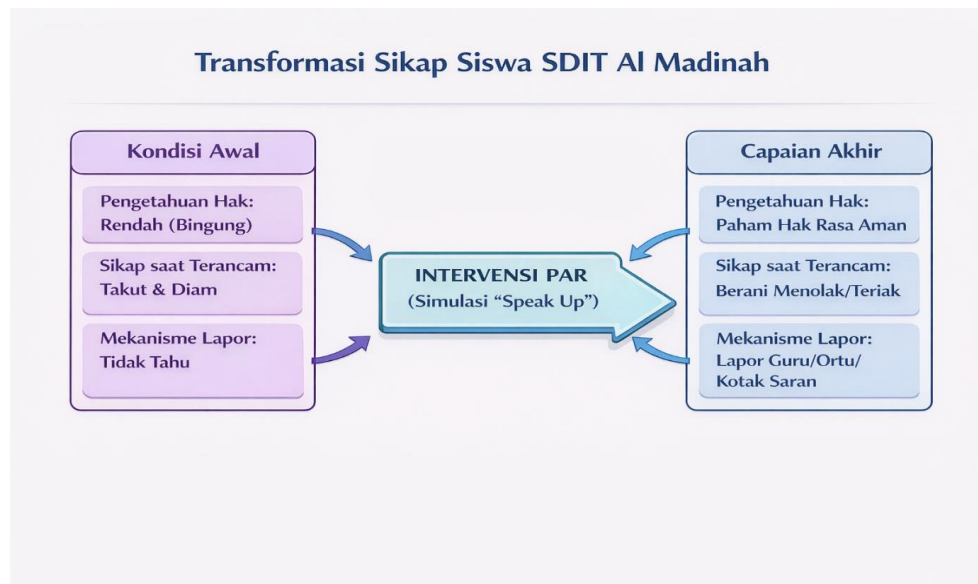 Transformasi Sikap Siswa SDIT Al Madinah
Kondisi Awal
Pengetahuan Hak:
Rendah (Bingung)
Sikap saat Terancam:
Takut & Diam
Mekanisme Lapor:
Tidak Tahu
INTERVENSI PAR
(Simulasi “Speak Up”)
Capaian Akhir
Pengetahuan Hak:
Paham Hak Rasa Aman
Sikap saat Terancam:
Berani Menolak/Teriak
Mekanisme Lapor:
Lapor Guru/Ortu/
Kotak Saran